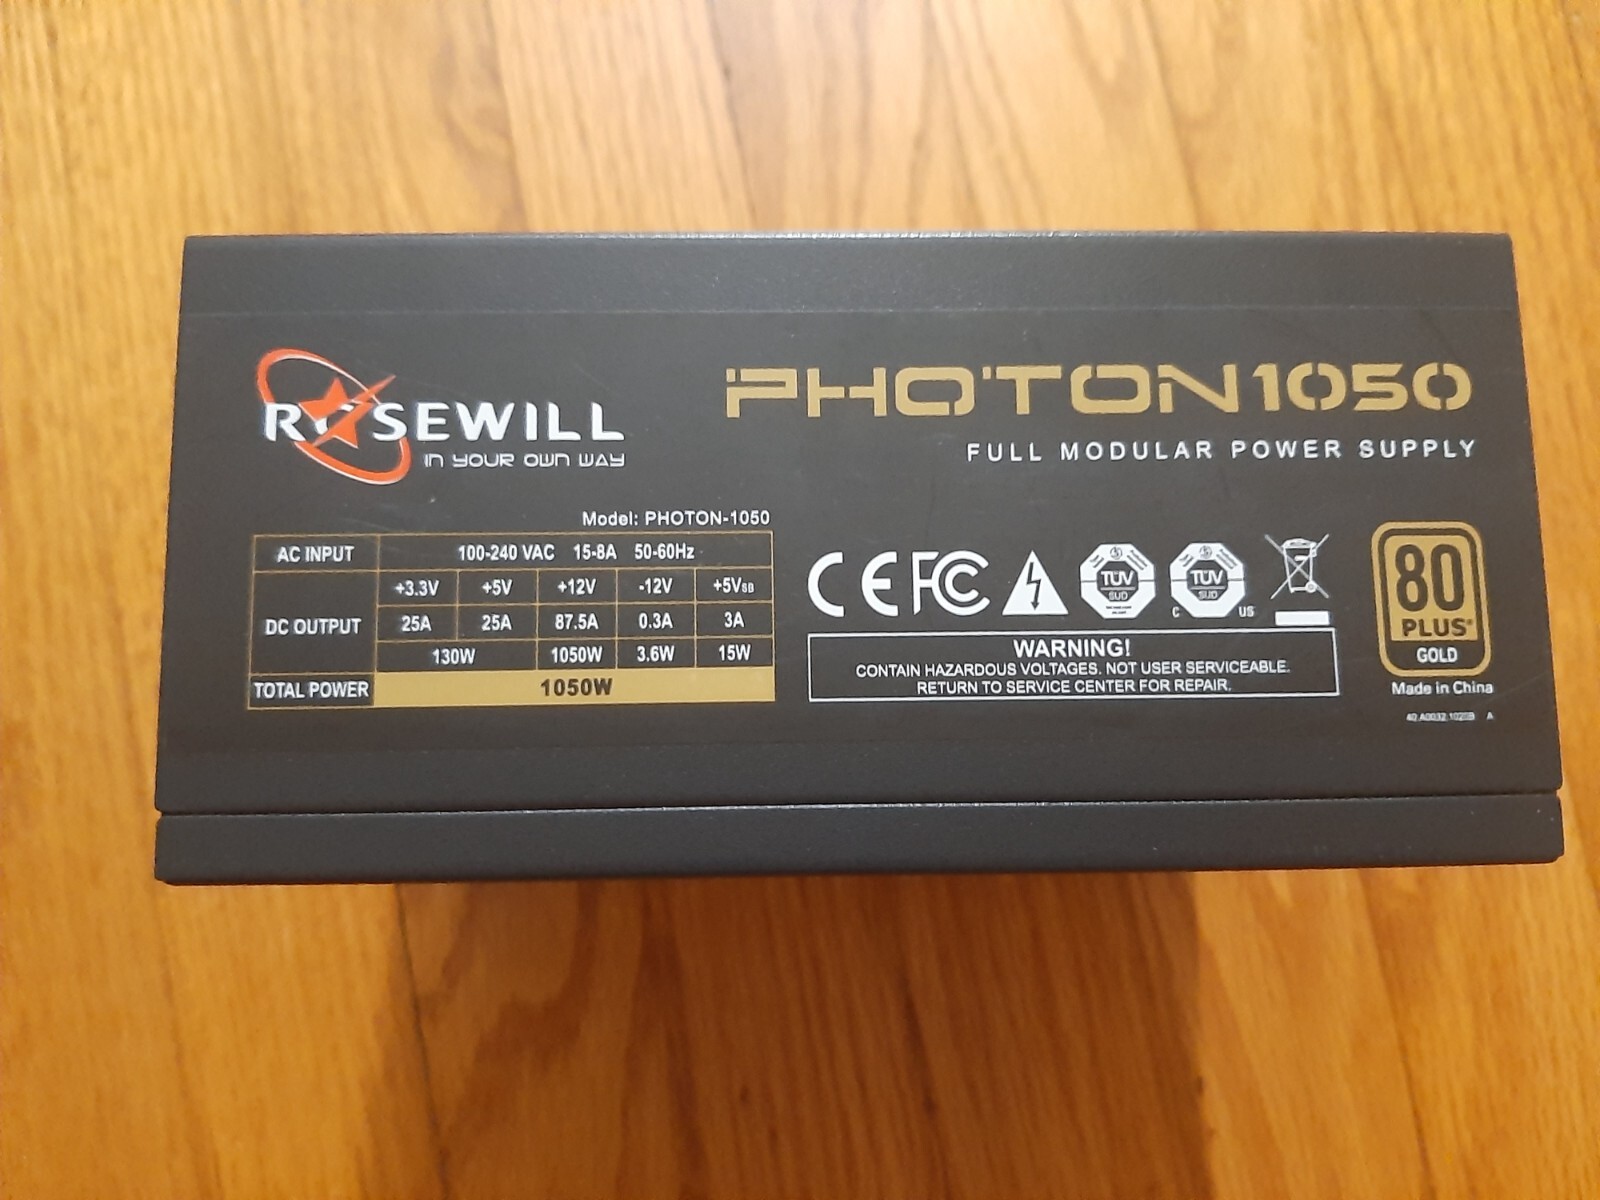 ROSEWILL
IN YOUR OWN WAY
PHOTON1050
FULL MODULAR POWER SUPPLY
Model: PHOTON-1050
AC INPUT 100-240 VAC 15-8A 50-60Hz
DC OUTPUT
+3.3V +5V +12V -12V +5VSB
25A 25A 87.5A 0.3A 3A
130W 1050W 3.6W 15W
TOTAL POWER 1050W
CE FC
TUV
SUD
TUV
SUD
C US
WARNING!
CONTAIN HAZARDOUS VOLTAGES. NOT USER SERVICEABLE.
RETURN TO SERVICE CENTER FOR REPAIR.
80
PLUS®
GOLD
Made in China
A